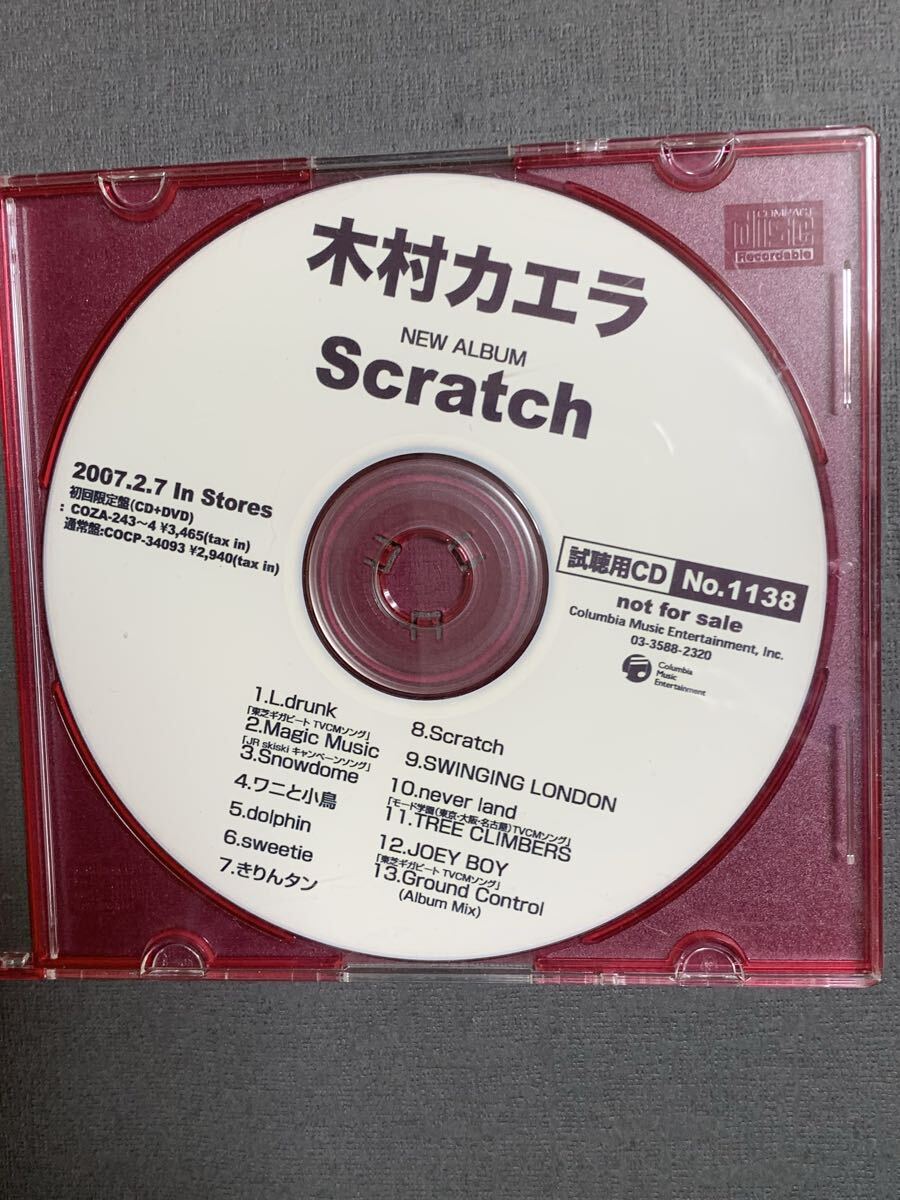 木村カエラ
NEW ALBUM
Scratch
2007.2.7 In Stores
初回限定盤(CD+DVD)
: COZA-243～4 ¥3,465(tax in)
通常盤:COCP-34093 ¥2,940(tax in)
試聴用CD No.1138
not for sale
Columbia Music Entertainment, Inc.
03-3588-2320
Columbia
Music
Entertainment
1.L.drunk
「東芝ギガビート TVCMソング」
2.Magic Music
「JR skiski キャンペーンソング」
3.Snowdome
4.ワニと小鳥
5.dolphin
6.sweetie
7.きりんタン
8.Scratch
9.SWINGING LONDON
10.never land
「モード学園(東京・大阪・名古屋)TVCMソング」
11.TREE CLIMBERS
12.JOEY BOY
「東芝ギガビート TVCMソング」
13.Ground Control
(Album Mix)
COMPACT
disc
Recordable